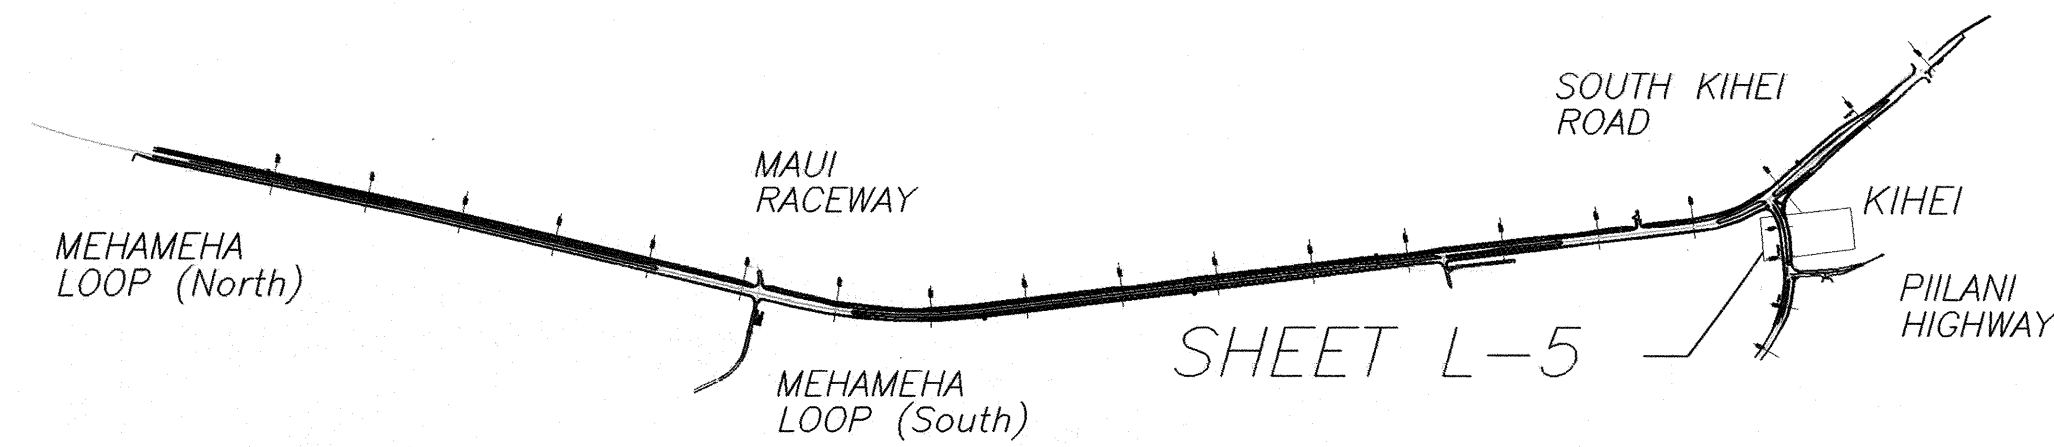 SOUTH KIHEI
ROAD
MAUI
RACEWAY
KIHEI
MEHAMEHA
LOOP (North)
PIILANI
HIGHWAY
SHEET L-5
MEHAMEHA
LOOP (South)